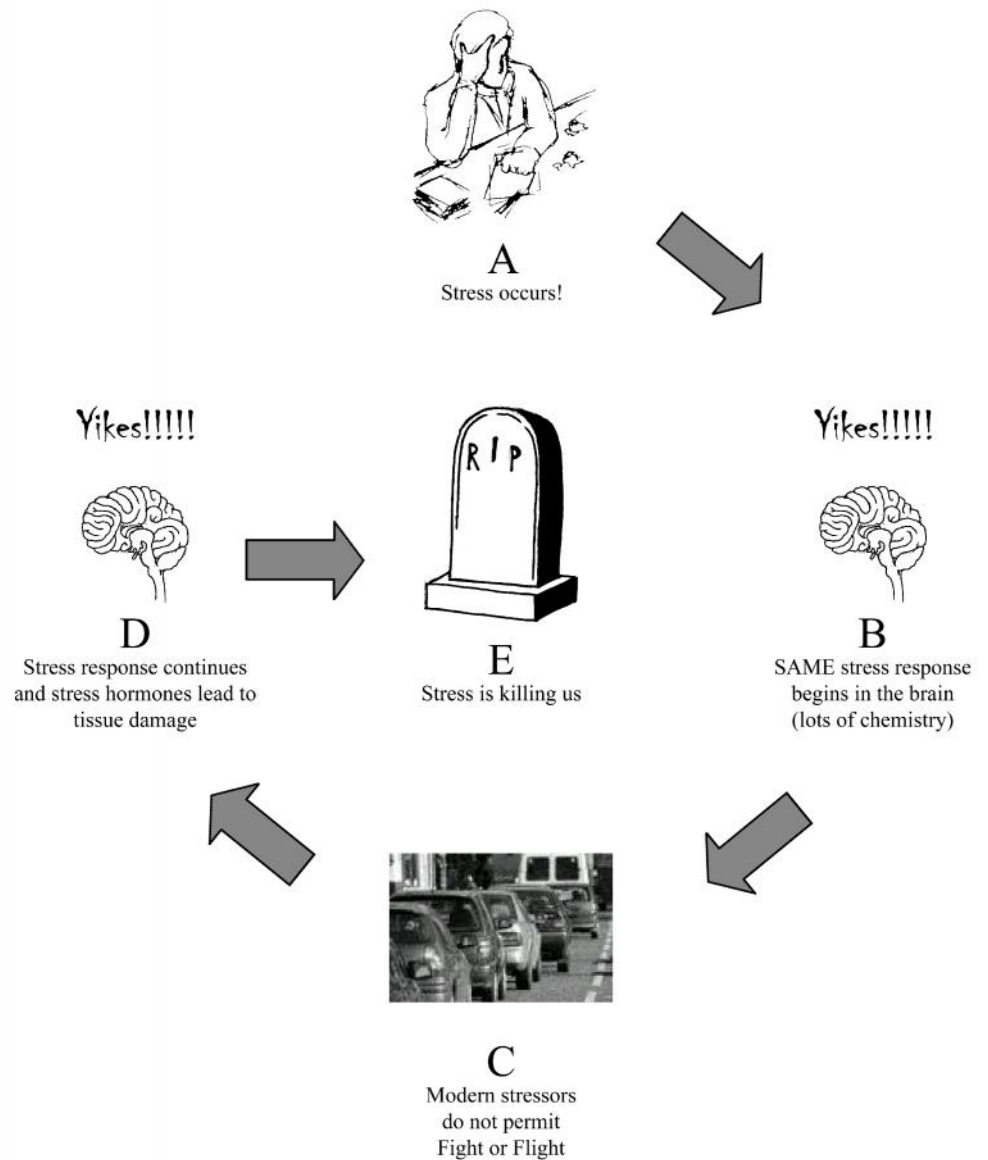 A
Stress occurs!
Yikes!!!!!
B
SAME stress response
begins in the brain
(lots of chemistry)
C
Modern stressors
do not permit
Fight or Flight
Yikes!!!!!
D
Stress response continues
and stress hormones lead to
tissue damage
RIP
E
Stress is killing us